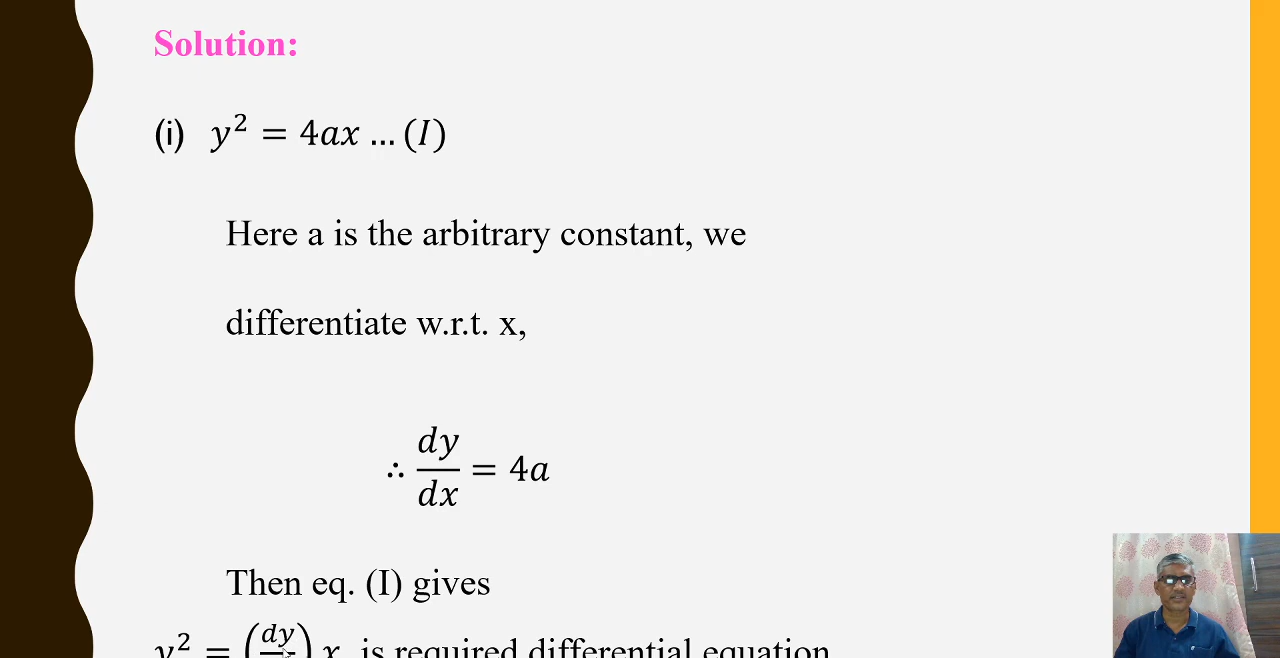 Solution:
(i) y² = 4ax ... (I)
Here a is the arbitrary constant, we
differentiate w.r.t. x,
∴ dy/dx = 4a
Then eq. (I) gives
y² = (dy/) x is required differential equation